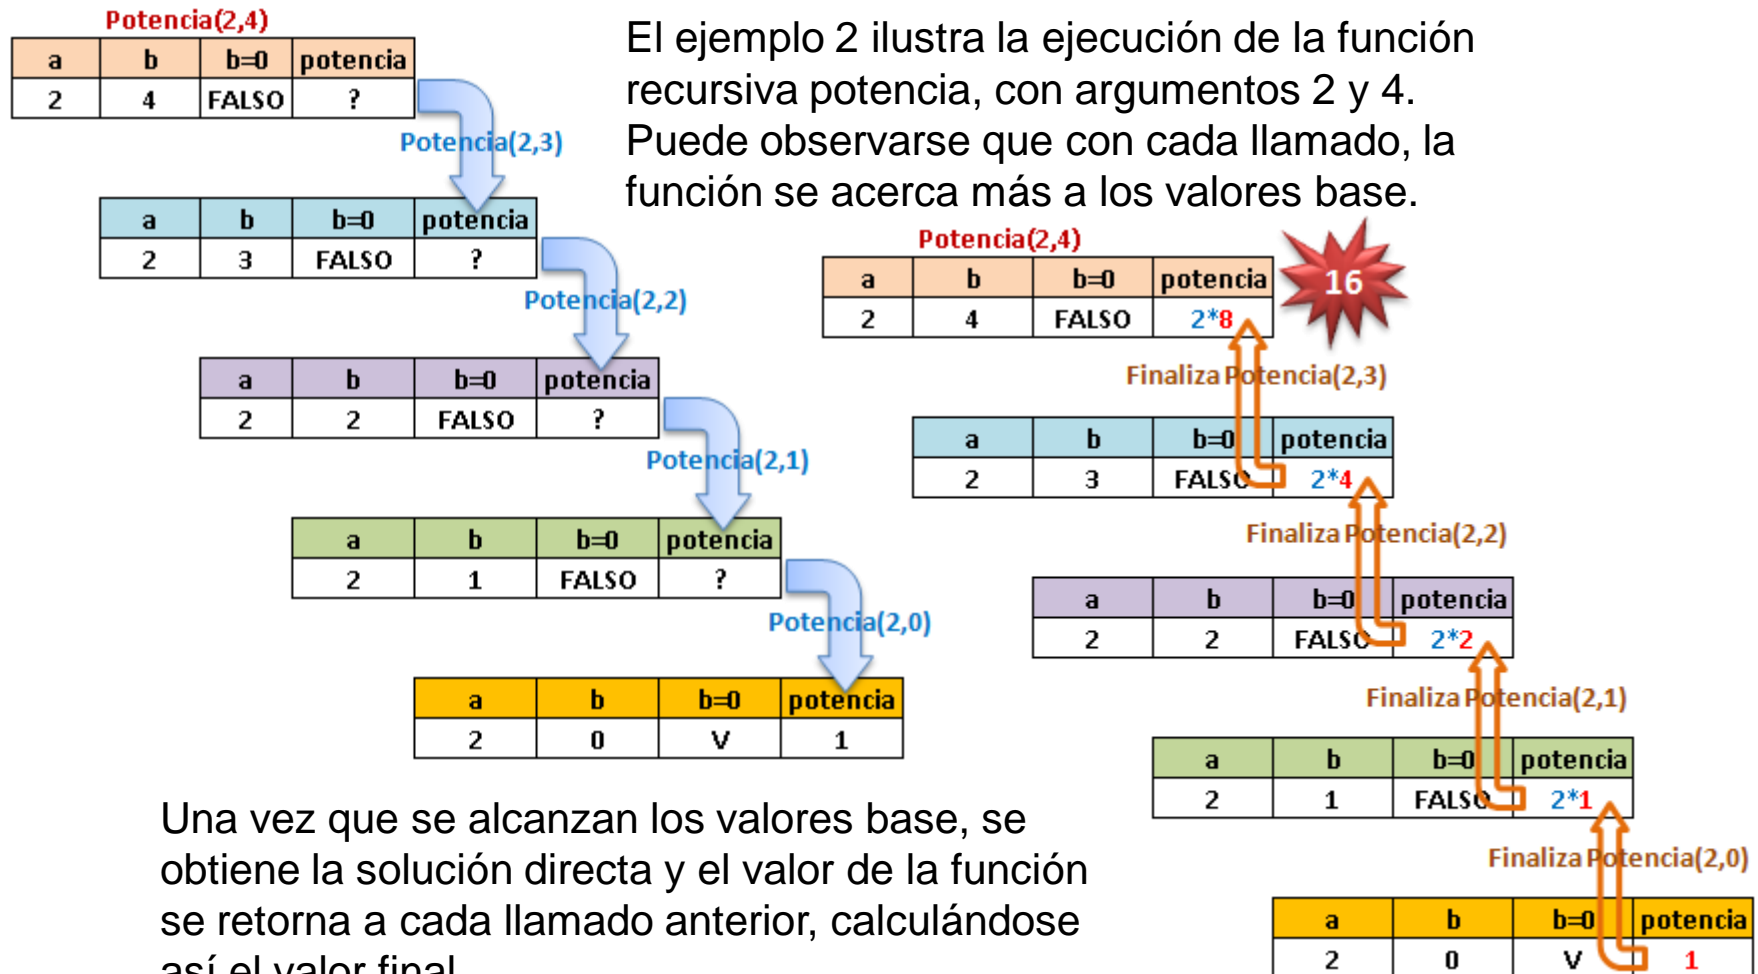 Potencia(2,4)
a b b=0 potencia
2 4 FALSO ?
Potencia(2,3)
a b b=0 potencia
2 3 FALSO ?
Potencia(2,2)
a b b=0 potencia
2 2 FALSO ?
Potencia(2,1)
a b b=0 potencia
2 1 FALSO ?
Potencia(2,0)
a b b=0 potencia
2 0 V 1
El ejemplo 2 ilustra la ejecución de la función
recursiva potencia, con argumentos 2 y 4.
Puede observarse que con cada llamado, la
función se acerca más a los valores base.
Potencia(2,4)
a b b=0 potencia
2 4 FALSO 2*8
16
Finaliza Potencia(2,3)
a b b=0 potencia
2 3 FALSO 2*4
Finaliza Potencia(2,2)
a b b=0 potencia
2 2 FALSO 2*2
Finaliza Potencia(2,1)
a b b=0 potencia
2 1 FALSO 2*1
Finaliza Potencia(2,0)
a b b=0 potencia
2 0 V 1
Una vez que se alcanzan los valores base, se
obtiene la solución directa y el valor de la función
se retorna a cada llamado anterior, calculándose
así el valor final